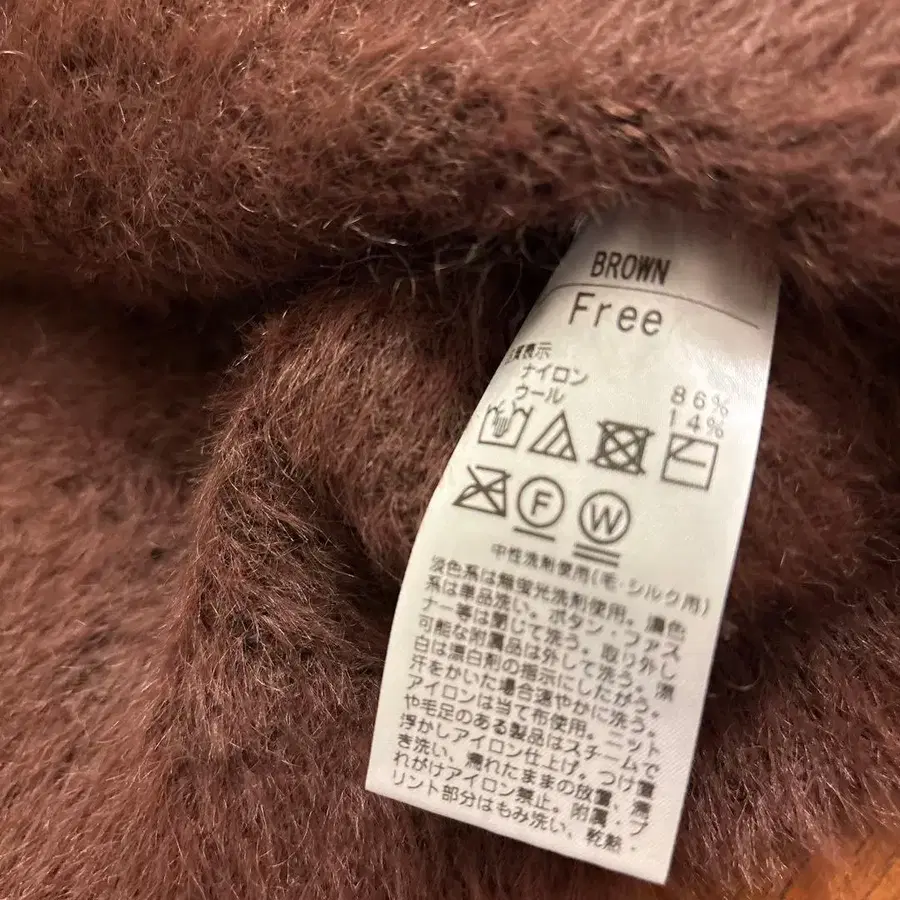 BROWN
Free
質表示
ナイロン 86%
ウール 14%
F W
中性洗剤使用(毛・シルク用)
淡色系は無蛍光洗剤使用。濃色
系は単品洗い。ボタン・ファス
ナー等は閉じて洗う。取り外し
可能な附属品は外して洗う。漂
白は漂白剤の指示にしたがう。
汗をかいた場合速やかに洗う。
アイロンは当て布使用。ニット
や毛足のある製品はスチームで
浮かしアイロン仕上げ。つけ置
き洗い、濡れたままの放置、濡
れがけアイロン禁止。附属・プ
リント部分はもみ洗い、乾熱・